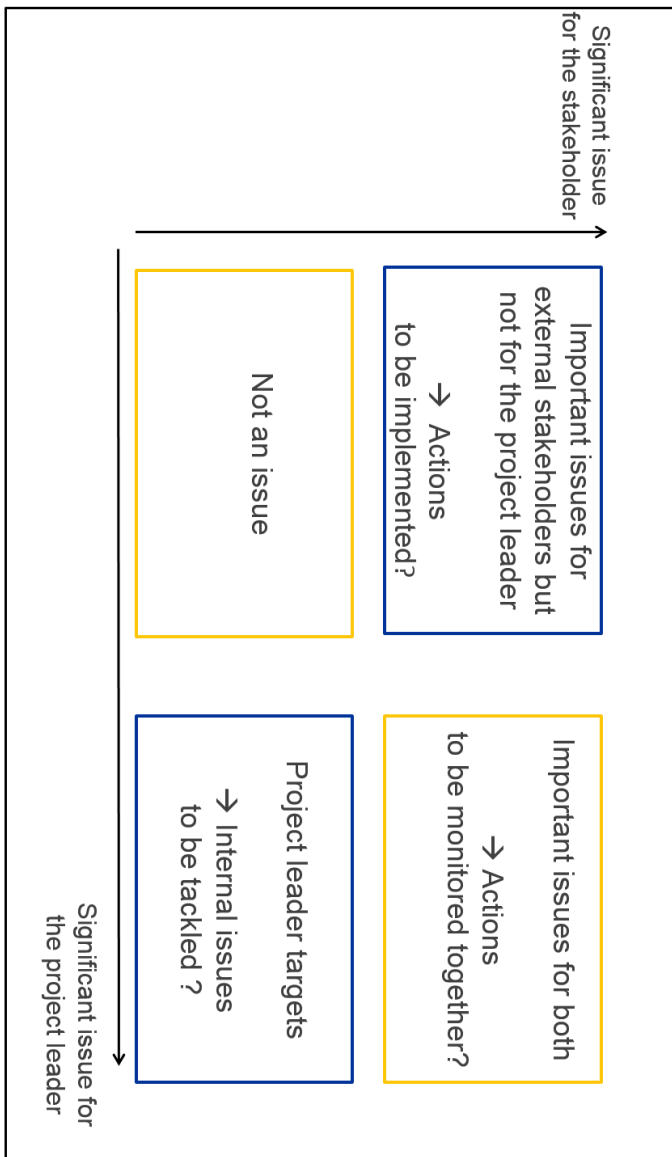 Significant issue
for the stakeholder
Important issues for
external stakeholders but
not for the project leader
→ Actions
to be implemented?
Important issues for both
→ Actions
to be monitored together?
Not an issue
Project leader targets
→ Internal issues
to be tackled ?
Significant issue for
the project leader